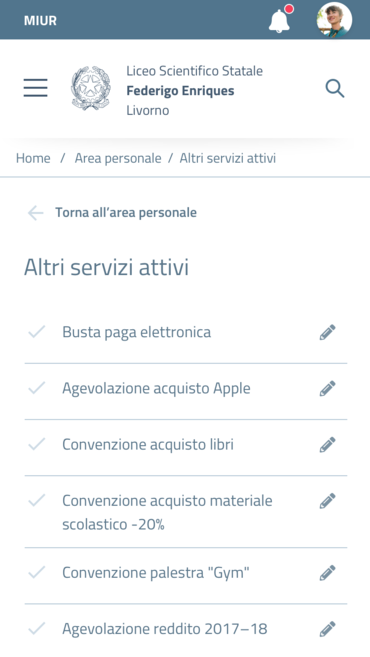 MIUR
Liceo Scientifico Statale
Federigo Enriques
Livorno
Home / Area personale / Altri servizi attivi
Torna all’area personale
Altri servizi attivi
Busta paga elettronica
Agevolazione acquisto Apple
Convenzione acquisto libri
Convenzione acquisto materiale
scolastico -20%
Convenzione palestra "Gym"
Agevolazione reddito 2017–18